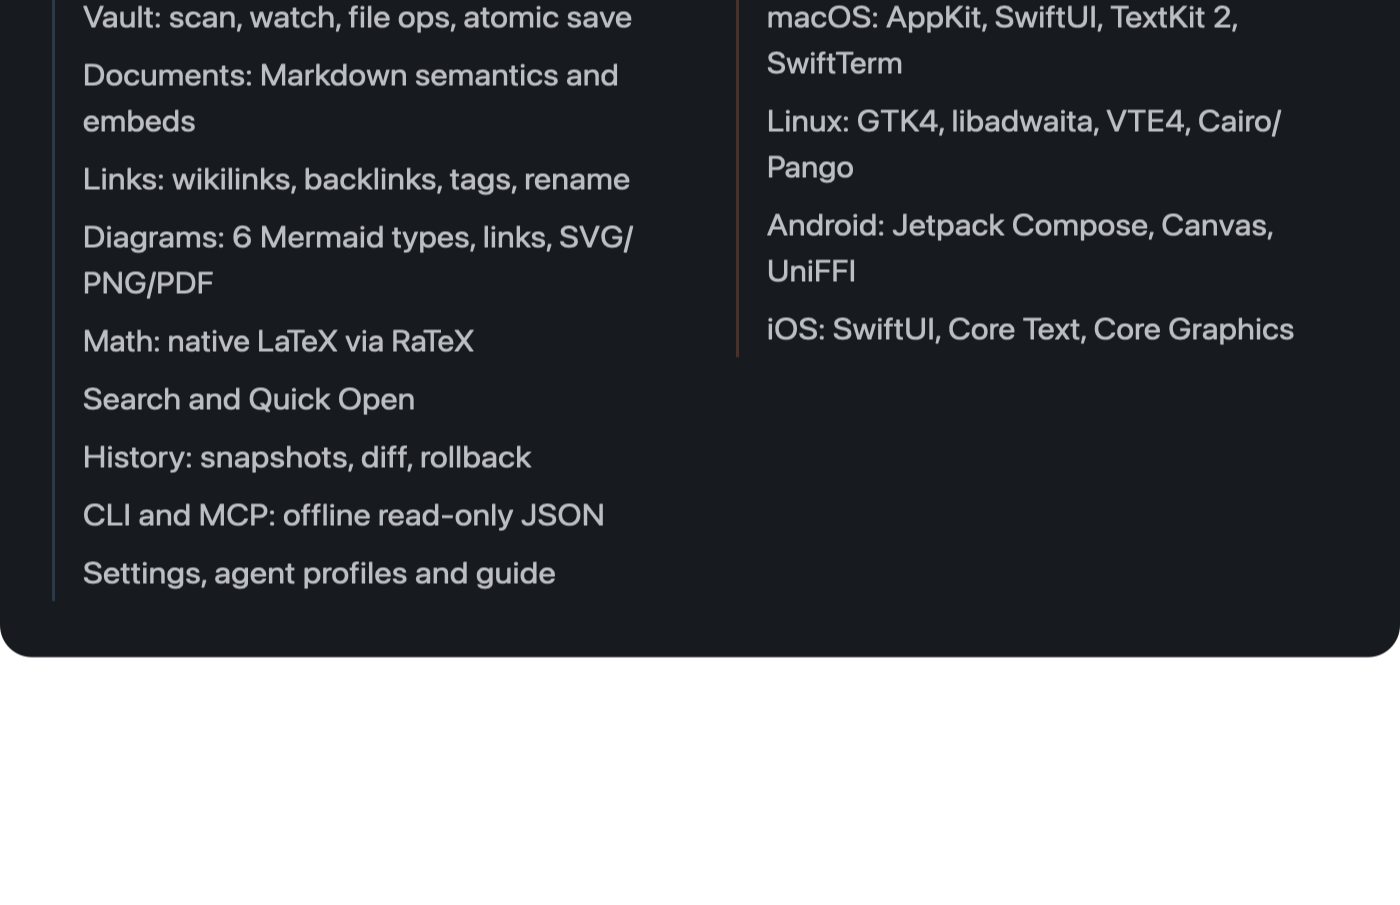 Vault: scan, watch, file ops, atomic save
Documents: Markdown semantics and
embeds
Links: wikilinks, backlinks, tags, rename
Diagrams: 6 Mermaid types, links, SVG/
PNG/PDF
Math: native LaTeX via RaTeX
Search and Quick Open
History: snapshots, diff, rollback
CLI and MCP: offline read-only JSON
Settings, agent profiles and guide
macOS: AppKit, SwiftUI, TextKit 2,
SwiftTerm
Linux: GTK4, libadwaita, VTE4, Cairo/
Pango
Android: Jetpack Compose, Canvas,
UniFFI
iOS: SwiftUI, Core Text, Core Graphics